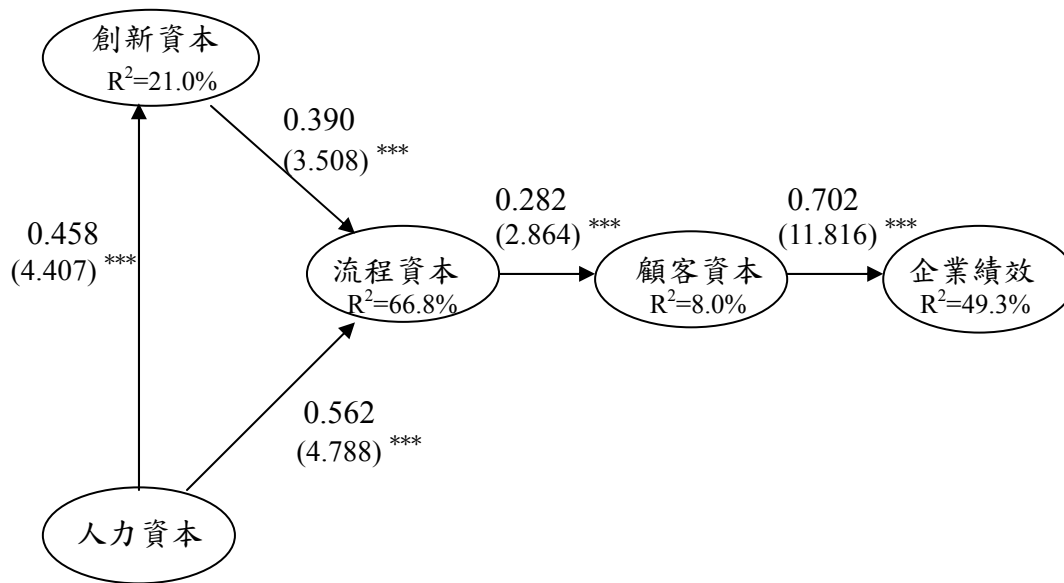 創新資本
R²=21.0%
0.390
(3.508) ***
0.458
(4.407) ***
流程資本
R²=66.8%
0.282
(2.864) ***
顧客資本
R²=8.0%
0.702
(11.816) ***
企業績效
R²=49.3%
0.562
(4.788) ***
人力資本